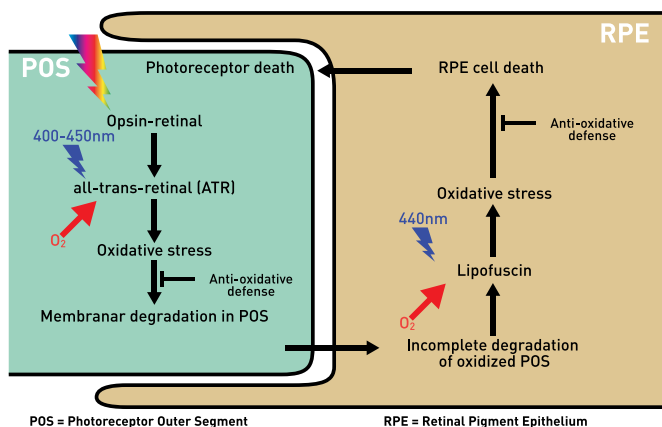 RPE
POS
Photoreceptor death
RPE cell death
Opsin-retinal
400-450nm
all-trans-retinal (ATR)
O₂
Oxidative stress
Anti-oxidative
defense
Membranar degradation in POS
Anti-oxidative
defense
Oxidative stress
440nm
Lipofuscin
O₂
Incomplete degradation
of oxidized POS
POS = Photoreceptor Outer Segment
RPE = Retinal Pigment Epithelium